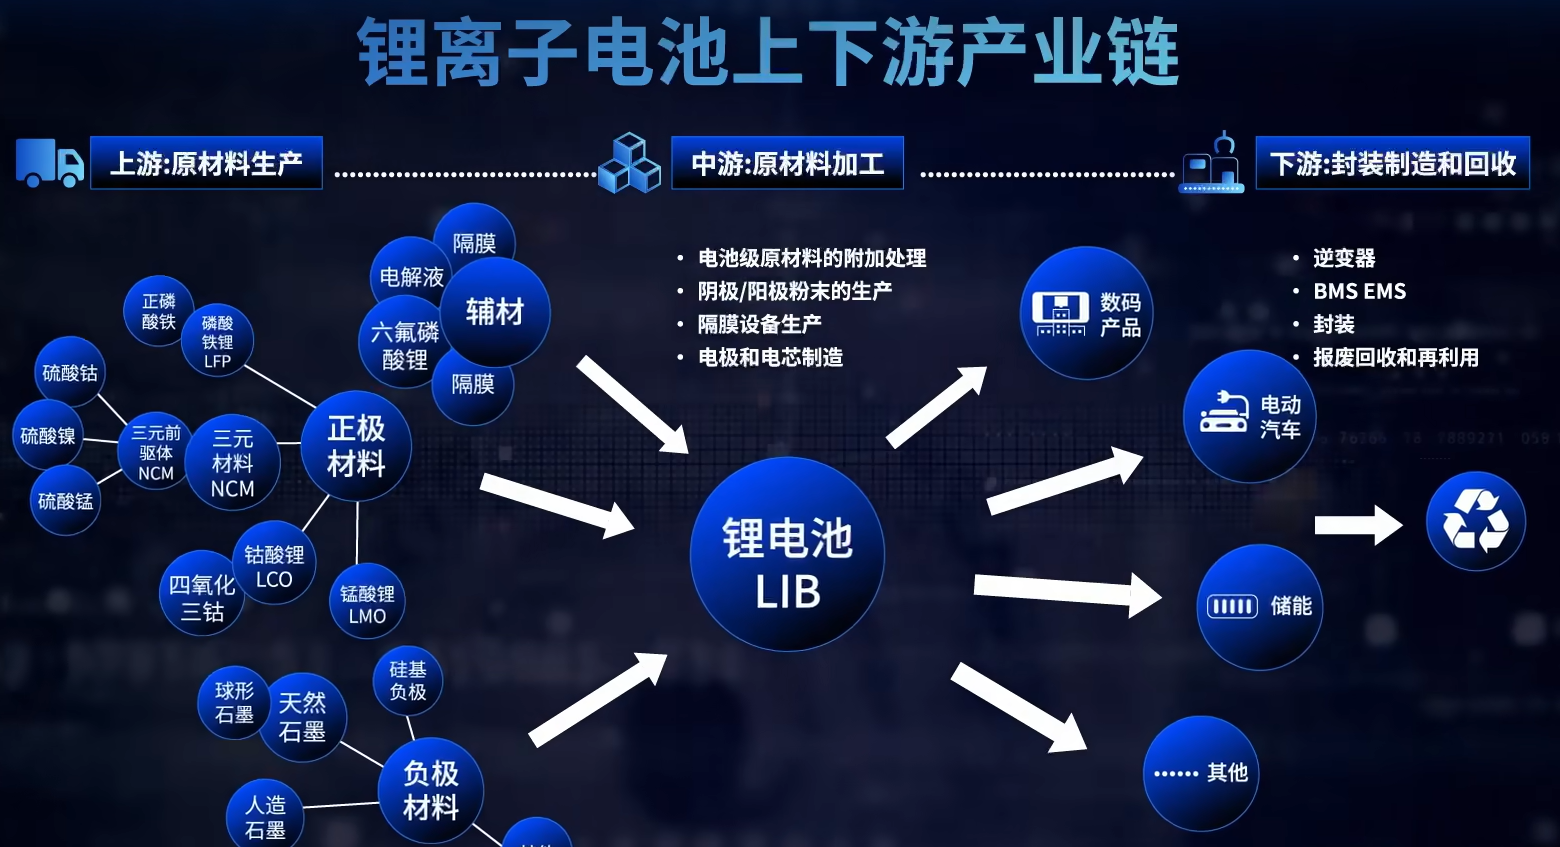 锂离子电池上下游产业链
上游:原材料生产
中游:原材料加工
下游:封装制造和回收
隔膜
电解液
辅材
六氟磷
酸锂
隔膜
正磷
酸铁
磷酸
铁锂
LFP
硫酸钴
硫酸镍
硫酸锰
三元前
驱体
NCM
三元
材料
NCM
正极
材料
钴酸锂
LCO
四氧化
三钴
锰酸锂
LMO
硅基
负极
球形
石墨
天然
石墨
负极
材料
人造
石墨
• 电池级原材料的附加处理
• 阴极/阳极粉末的生产
• 隔膜设备生产
• 电极和电芯制造
锂电池
LIB
数码
产品
电动
汽车
储能
······ 其他
• 逆变器
• BMS EMS
• 封装
• 报废回收和再利用